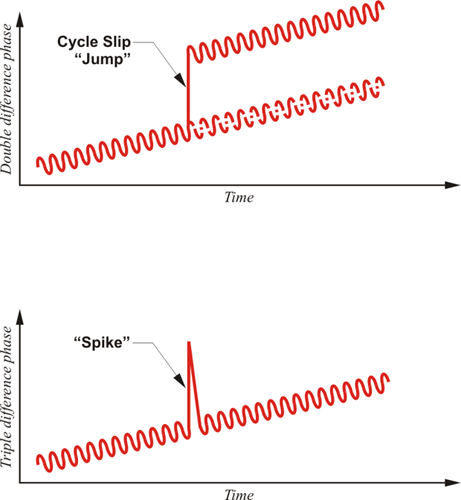 Double difference phase
Cycle Slip
“Jump”
Time
Triple difference phase
“Spike”
Time